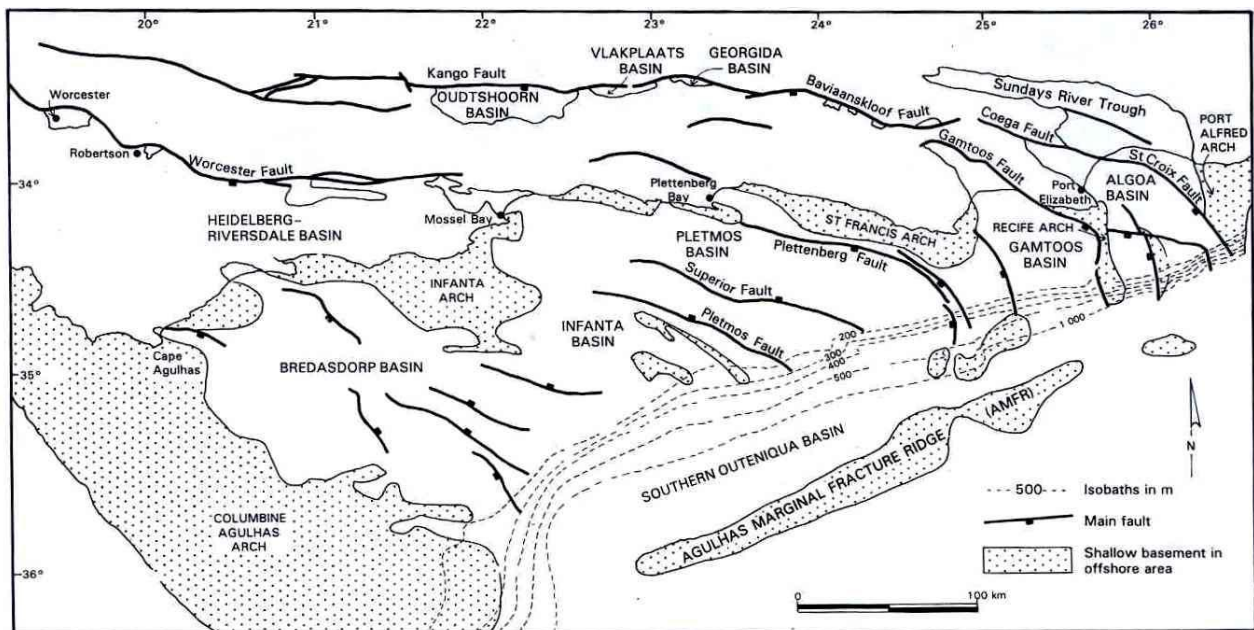 20° 21° 22° 23° 24° 25° 26°
VLAKPLAATS
BASIN
GEORGIDA
BASIN
Kango Fault
OUDTSHOORN
BASIN
Baviaanskloof Fault
Sundays River Trough
Worcester
Robertson
Worcester Fault
Coega Fault
Gamtoos Fault
PORT
ALFRED
ARCH
St Croix Fault
34°
Plettenberg
Bay
Port
Elizabeth
ALGOA
BASIN
Mossel Bay
HEIDELBERG–
RIVERSDALE BASIN
ST FRANCIS ARCH
RECIFE ARCH
PLETMOS
BASIN
Plettenberg Fault
GAMTOOS
BASIN
INFANTA
ARCH
Superior Fault
INFANTA
BASIN
Pletmos Fault
200
300
400
500
1 000
Cape
Agulhas
35°
BREDASDORP BASIN
SOUTHERN OUTENIQUA BASIN
AGULHAS MARGINAL FRACTURE RIDGE (AMFR)
N
COLUMBINE
AGULHAS
ARCH
500 Isobaths in m
Main fault
Shallow basement in
offshore area
36°
0 100 km